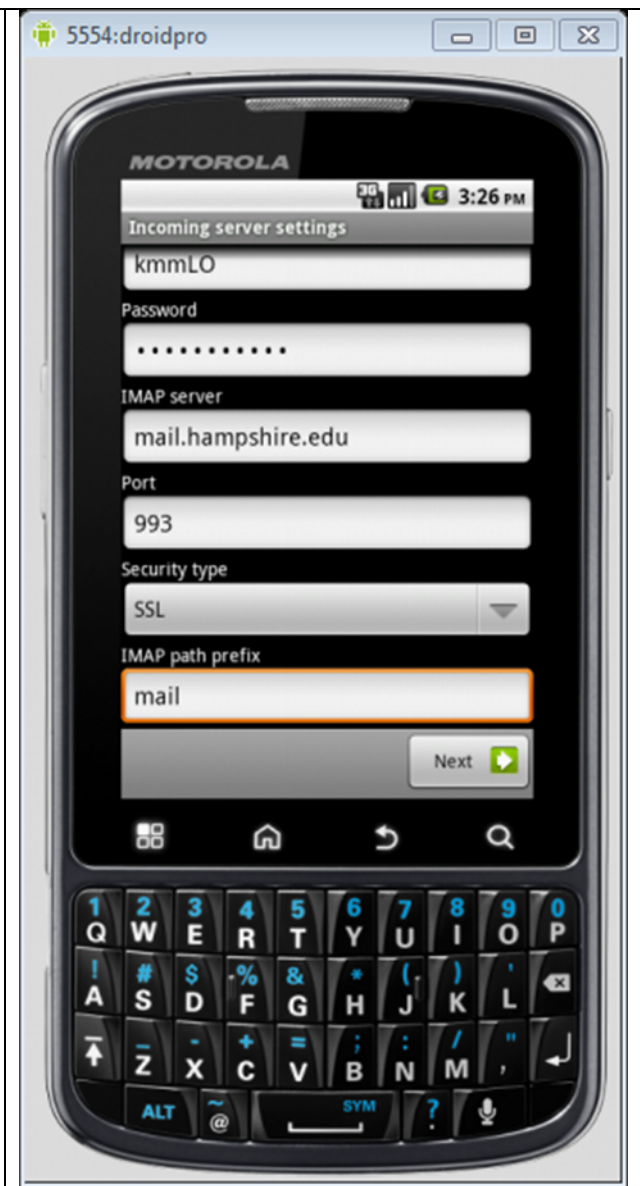 5554:droidpro
MOTOROLA
3G 3:26 PM
Incoming server settings
kmmLO
Password
•••••••••••
IMAP server
mail.hampshire.edu
Port
993
Security type
SSL
IMAP path prefix
mail
Next
1 2 3 4 5 6 7 8 9 0
Q W E R T Y U I O P
! # $ % & * ( ) '
A S D F G H J K L
_ - + = ; : / "
Z X C V B N M ,
ALT ~ @ SYM ? .